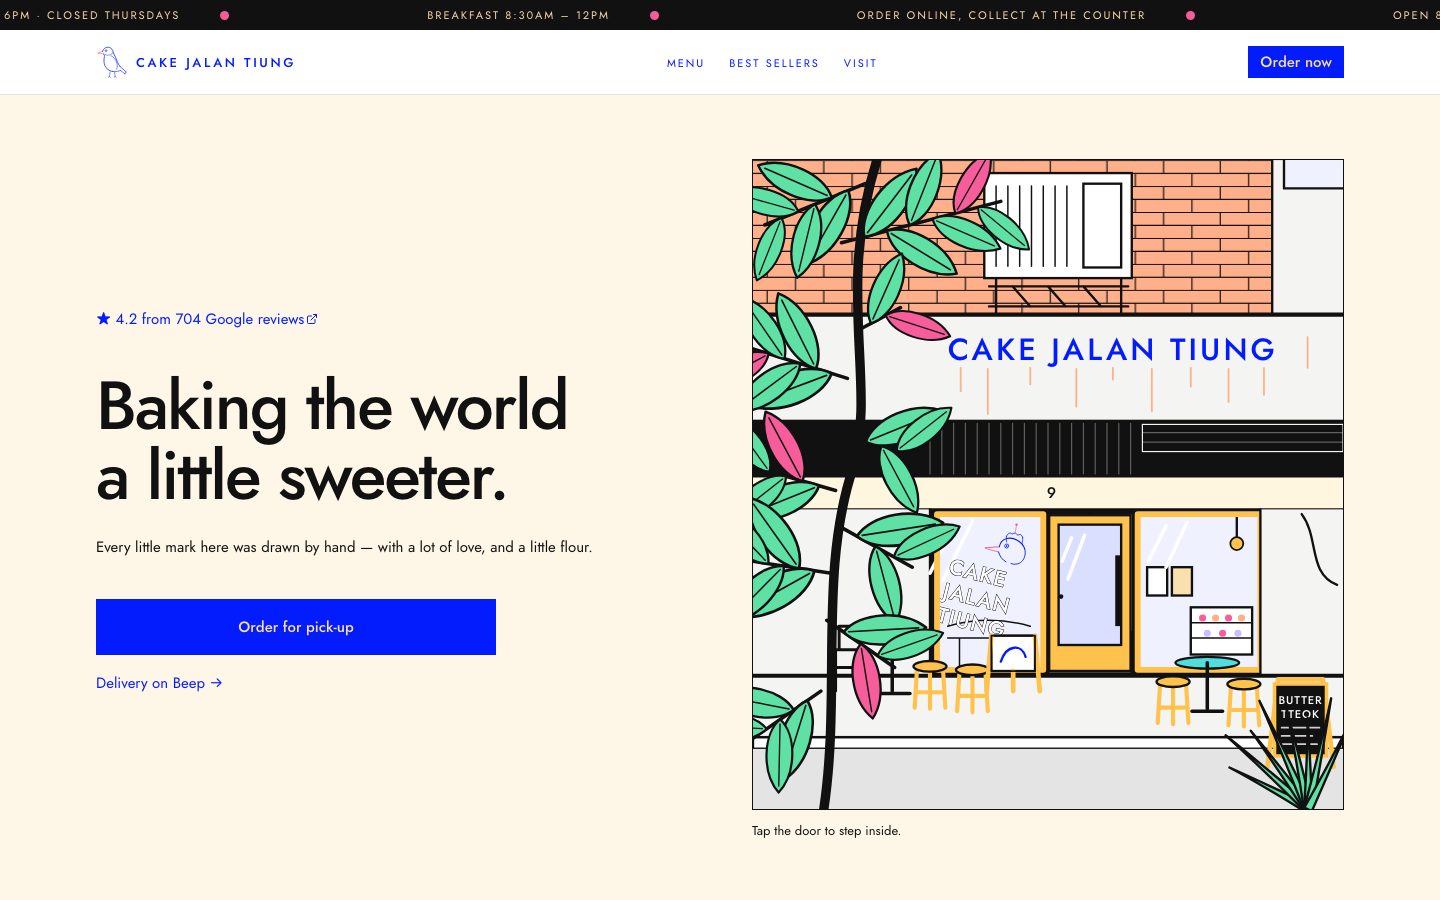 6PM · CLOSED THURSDAYS
BREAKFAST 8:30AM – 12PM
ORDER ONLINE, COLLECT AT THE COUNTER
OPEN 8
CAKE JALAN TIUNG
MENU
BEST SELLERS
VISIT
Order now
4.2 from 704 Google reviews
Baking the world
a little sweeter.
Every little mark here was drawn by hand — with a lot of love, and a little flour.
Order for pick-up
Delivery on Beep →
CAKE JALAN TIUNG
9
CAKE
JALAN
TIUNG
BUTTER
TTEOK
Tap the door to step inside.